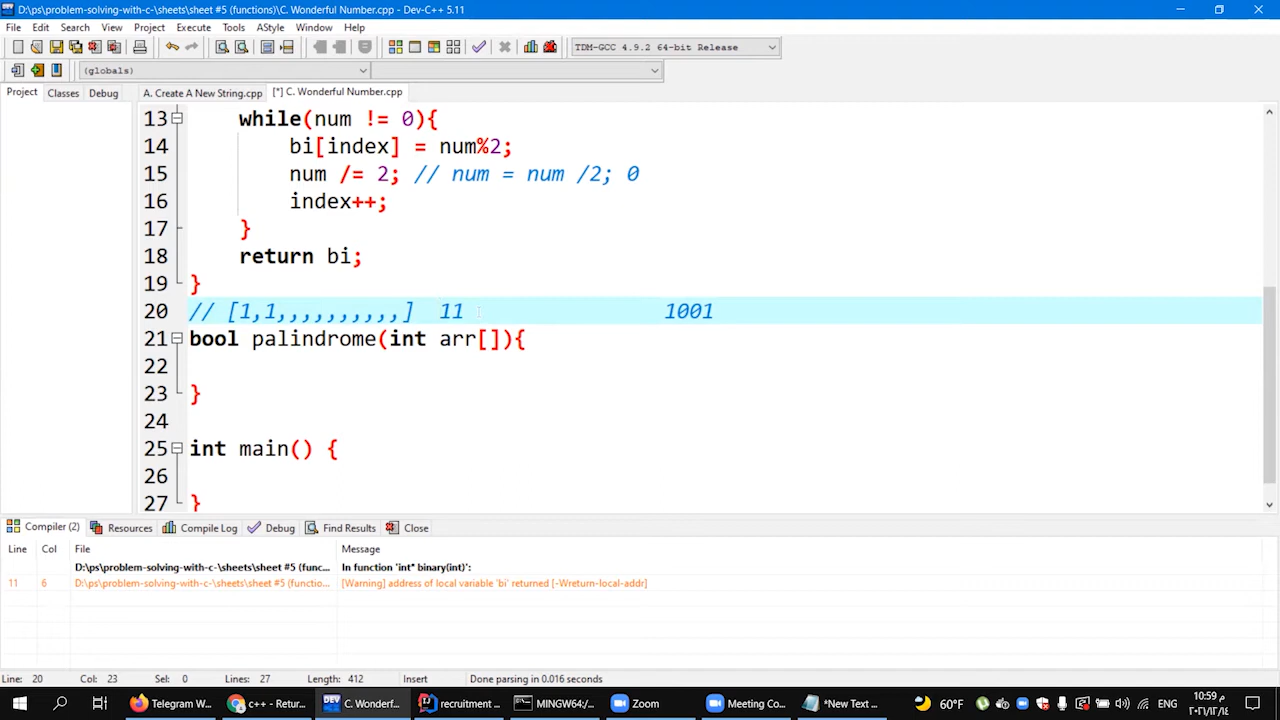 D:\ps\problem-solving-with-c-\sheets\sheet #5 (functions)\C. Wonderful Number.cpp - Dev-C++ 5.11
File Edit Search View Project Execute Tools AStyle Window Help
TDM-GCC 4.9.2 64-bit Release
(globals)
Project Classes Debug A. Create A New String.cpp [*] C. Wonderful Number.cpp
13 while(num != 0){
14 bi[index] = num%2;
15 num /= 2; // num = num /2; 0
16 index++;
17 }
18 return bi;
19 }
20 // [1,1,,,,,,,,,,] 11 1001
21 bool palindrome(int arr[]){
22
23 }
24
25 int main() {
26
27 }
Compiler (2) Resources Compile Log Debug Find Results Close
Line Col File Message
D:\ps\problem-solving-with-c-\sheets\sheet #5 (func... In function 'int* binary(int)':
11 6 D:\ps\problem-solving-with-c-\sheets\sheet #5 (functio... [Warning] address of local variable 'bi' returned [-Wreturn-local-addr]
Line: 20 Col: 23 Sel: 0 Lines: 27 Length: 412 Insert Done parsing in 0.016 seconds
Telegram W... c++ - Retur... DEV C. Wonderf... recruitment ... MINGW64:/... Zoom Meeting Co... *New Text ... 60°F 10:59
٢٠٢١/١٢/١٤